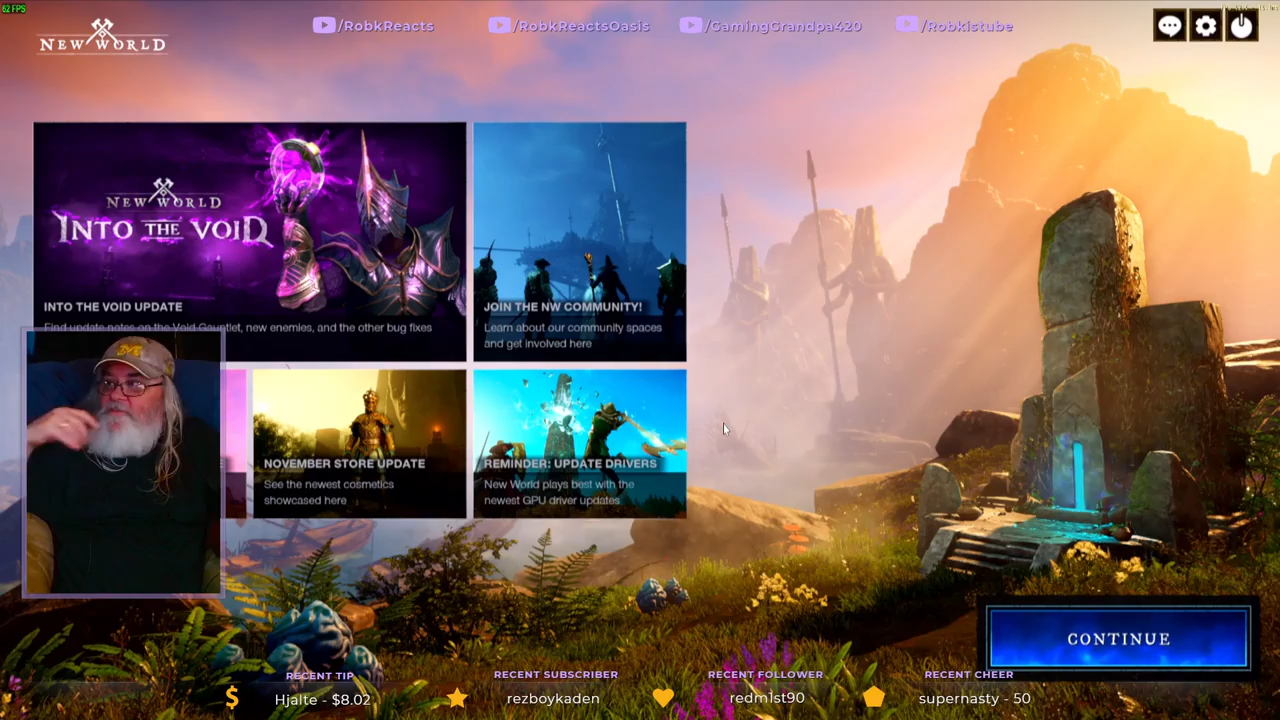 62 FPS
/RobkReacts
/RobkReactsOasis
/GamingGrandpa420
/Robkistube
NEW WORLD
NEW WORLD
INTO THE VOID
INTO THE VOID UPDATE
Find update notes on the Void Gauntlet, new enemies, and the other bug fixes
JOIN THE NW COMMUNITY!
Learn about our community spaces
and get involved here
NOVEMBER STORE UPDATE
See the newest cosmetics
showcased here
REMINDER: UPDATE DRIVERS
New World plays best with the
newest GPU driver updates
CONTINUE
RECENT TIP
Hjalte - $8.02
RECENT SUBSCRIBER
rezboykaden
RECENT FOLLOWER
redm1st90
RECENT CHEER
supernasty - 50